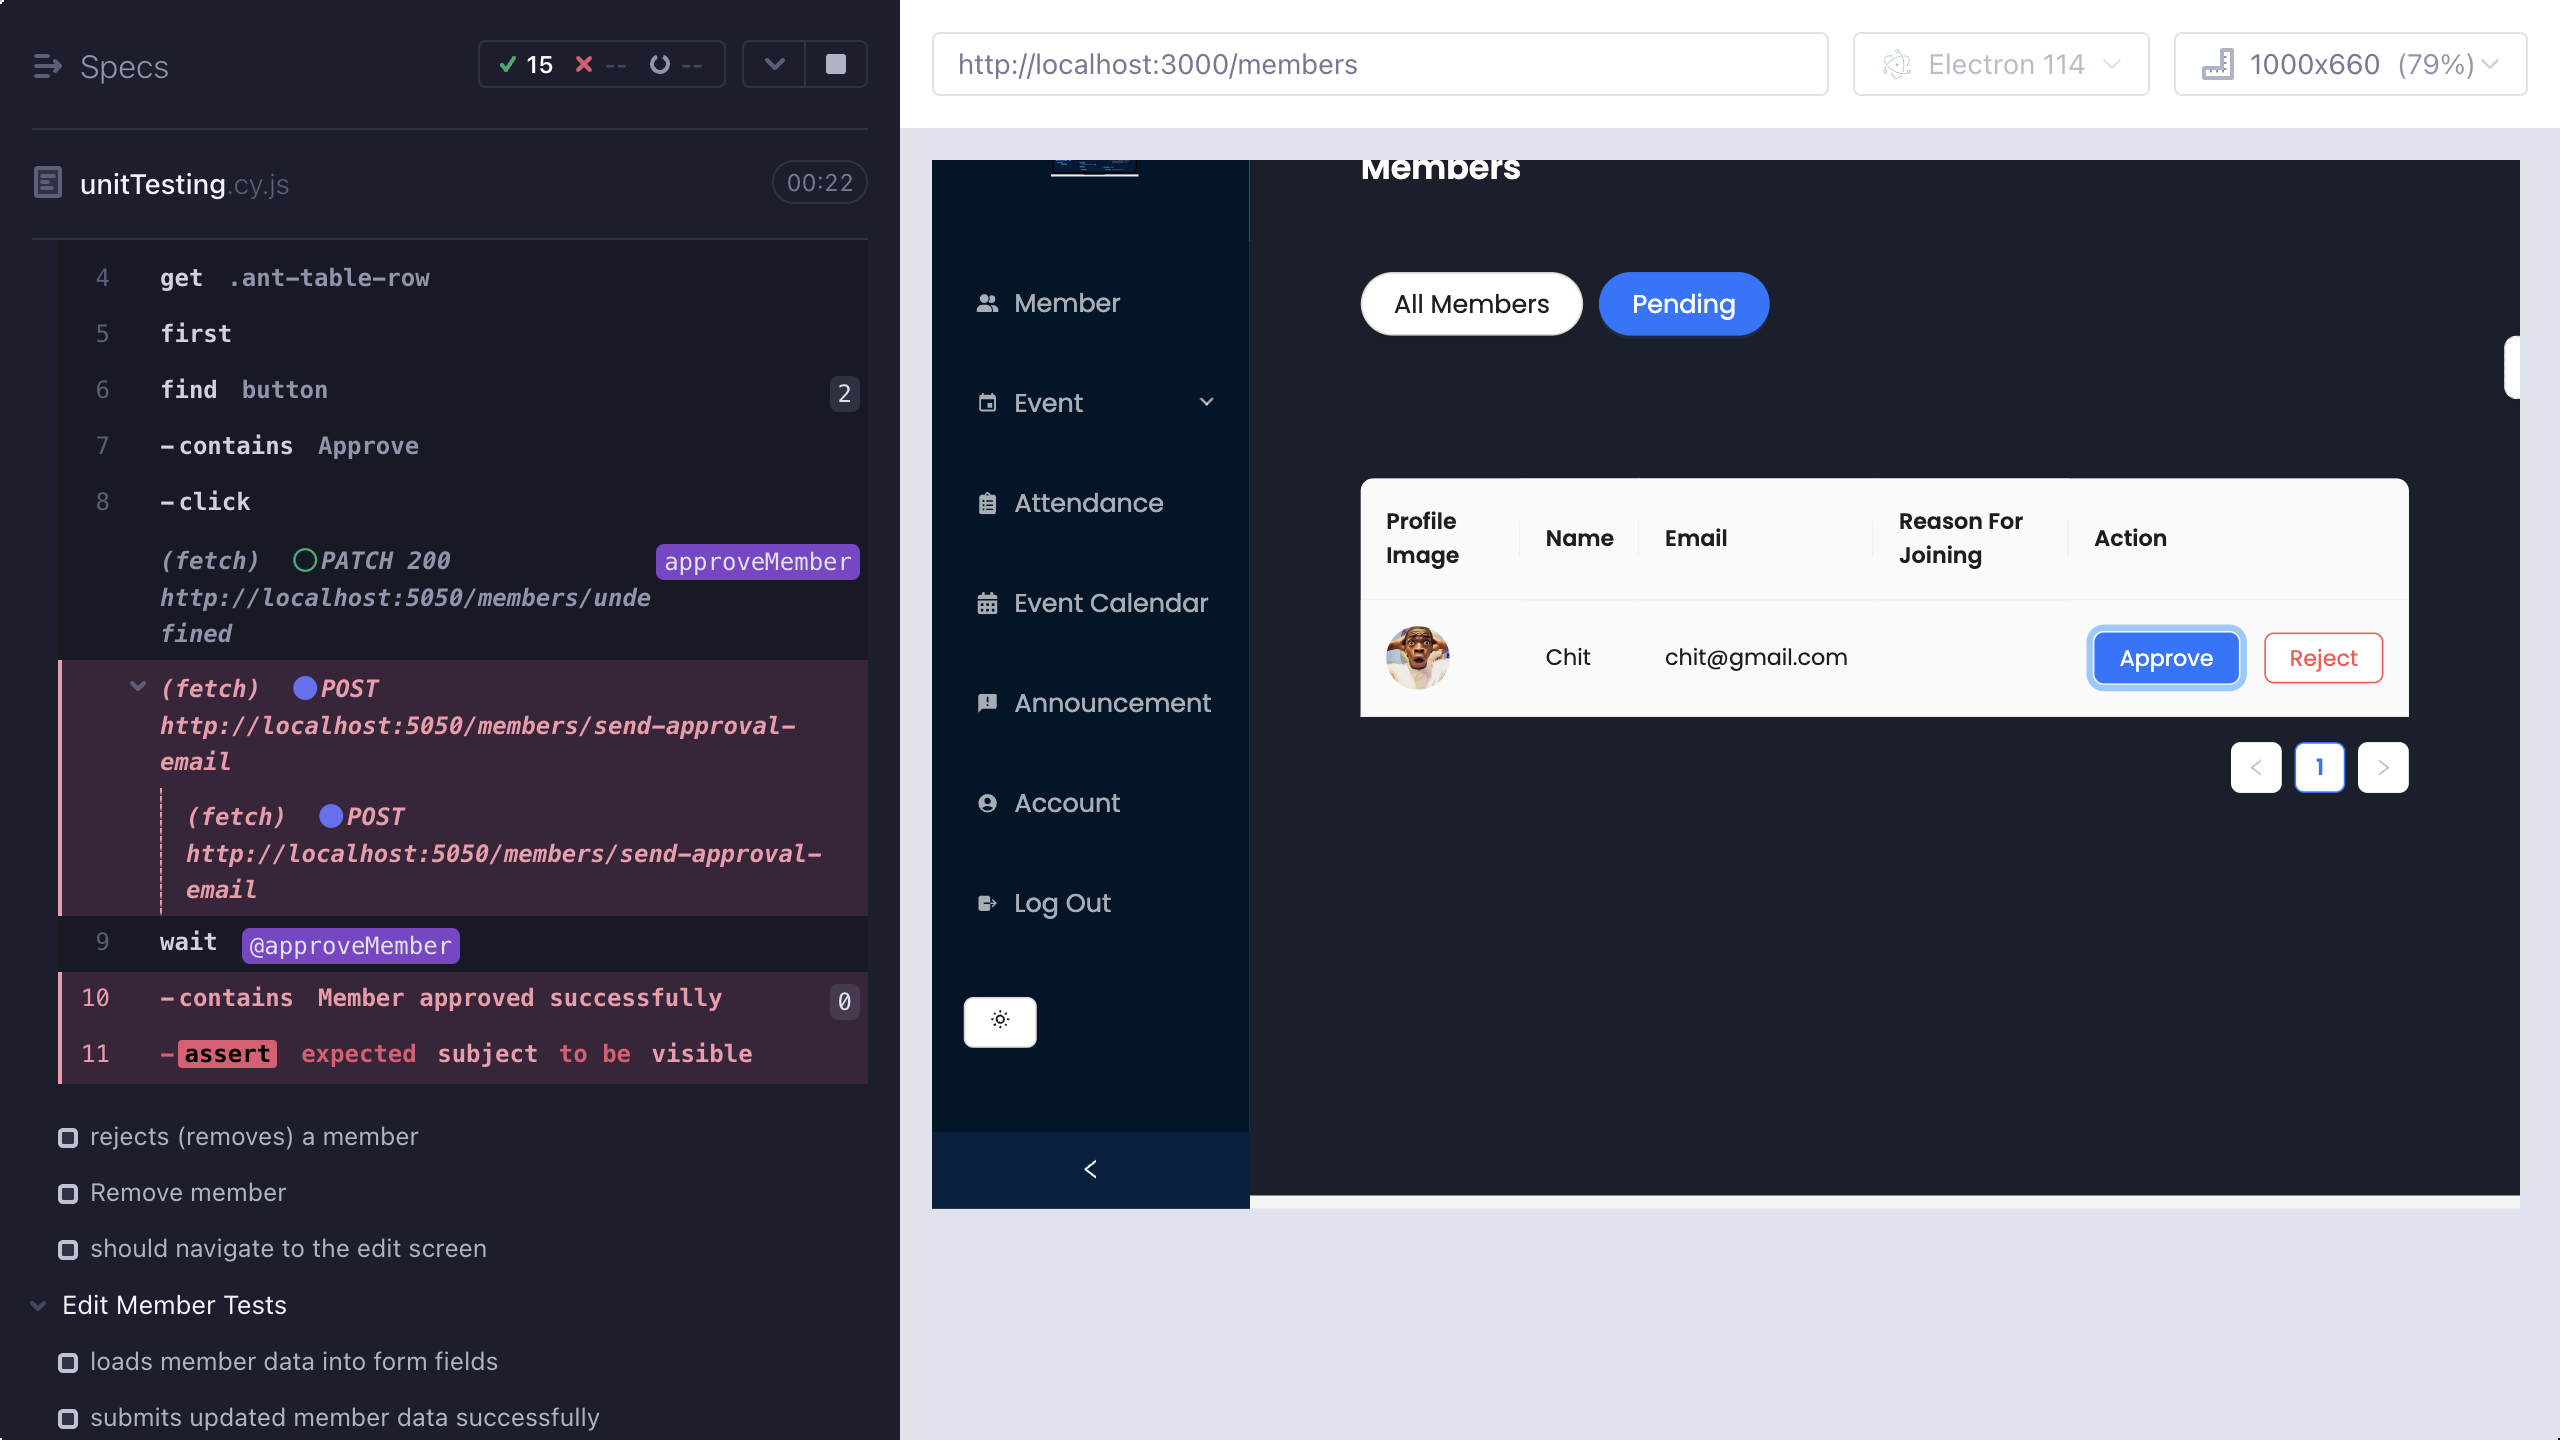 Specs
15 -- --
unitTesting.cy.js 00:22
4 get .ant-table-row
5 first
6 find button 2
7 -contains Approve
8 -click
(fetch) PATCH 200 approveMember
http://localhost:5050/members/unde
fined
(fetch) POST
http://localhost:5050/members/send-approval-
email
(fetch) POST
http://localhost:5050/members/send-approval-
email
9 wait @approveMember
10 -contains Member approved successfully 0
11 -assert expected subject to be visible
rejects (removes) a member
Remove member
should navigate to the edit screen
Edit Member Tests
loads member data into form fields
submits updated member data successfully
http://localhost:3000/members
Electron 114
1000x660 (79%)
Member
Event
Attendance
Event Calendar
Announcement
Account
Log Out
Members
All Members Pending
Profile Image Name Email Reason For Joining Action
Chit chit@gmail.com Approve Reject
< 1 >